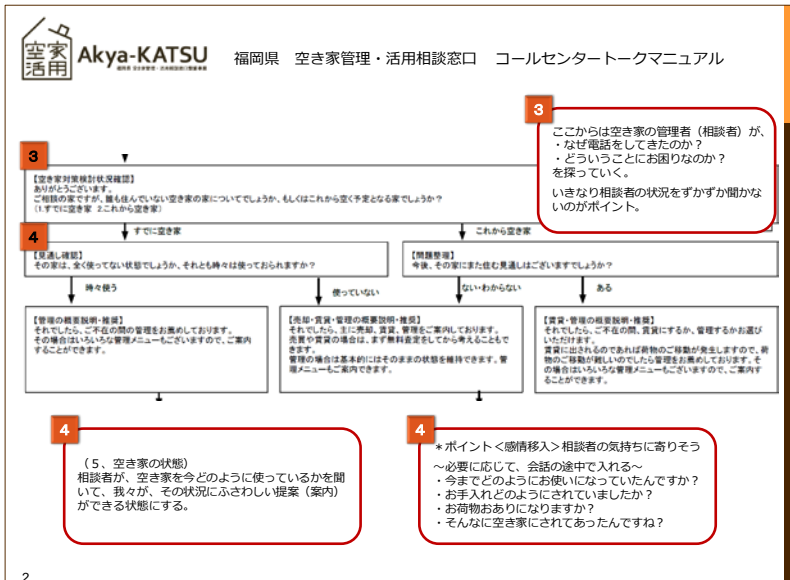 空家
活用
Akya-KATSU
福岡県 空き家管理・活用相談窓口 コールセンタートークマニュアル
3
ここからは空き家の管理者（相談者）が、
・なぜ電話をしてきたのか？
・どういうことにお困りなのか？
を探っていく。
いきなり相談者の状況をずかずか聞かな
いのがポイント。
3
【空き家対策検討状況確認】
ありがとうございます。
ご相談の家ですが、誰も住んでいない空き家の家についてでしょうか、もしくはこれから空く予定となる家でしょうか？
(1.すでに空き家 2.これから空き家)
すでに空き家
これから空き家
4
【見通し確認】
その家は、全く使ってない状態でしょうか、それとも時々は使っておられますか？
【問題整理】
今後、その家にまた住む見通しはございますでしょうか？
時々使う
使っていない
ない・わからない
ある
【管理の概要説明・推奨】
それでしたら、ご不在の間の管理をお薦めしております。
その場合はいろいろな管理メニューもございますので、ご案内
することができます。
【売却・賃貸・管理の概要説明・推奨】
それでしたら、主に売却、賃貸、管理をご案内しております。
売買や賃貸の場合は、まず無料査定をしてから考えることもで
きます。
管理の場合は基本的にはそのままの状態を維持できます。管
理メニューもご案内できます。
【賃貸・管理の概要説明・推奨】
それでしたら、ご不在の間、賃貸にするか、管理するかお選び
いただけます。
賃貸に出されるのであれば荷物のご移動が発生しますので、荷
物のご移動が難しいのでしたら管理をお薦めしております。そ
の場合はいろいろな管理メニューもございますので、ご案内す
ることができます。
4
（５、空き家の状態）
相談者が、空き家を今どのように使っているかを聞
いて、我々が、その状況にふさわしい提案（案内）
ができる状態にする。
4
＊ポイント＜感情移入＞相談者の気持ちに寄りそう
～必要に応じて、会話の途中で入れる～
・今までどのようにお使いになっていたんですか？
・お手入れどのようにされていましたか？
・お荷物おありになりますか？
・そんなに空き家にされてあったんですね？
2